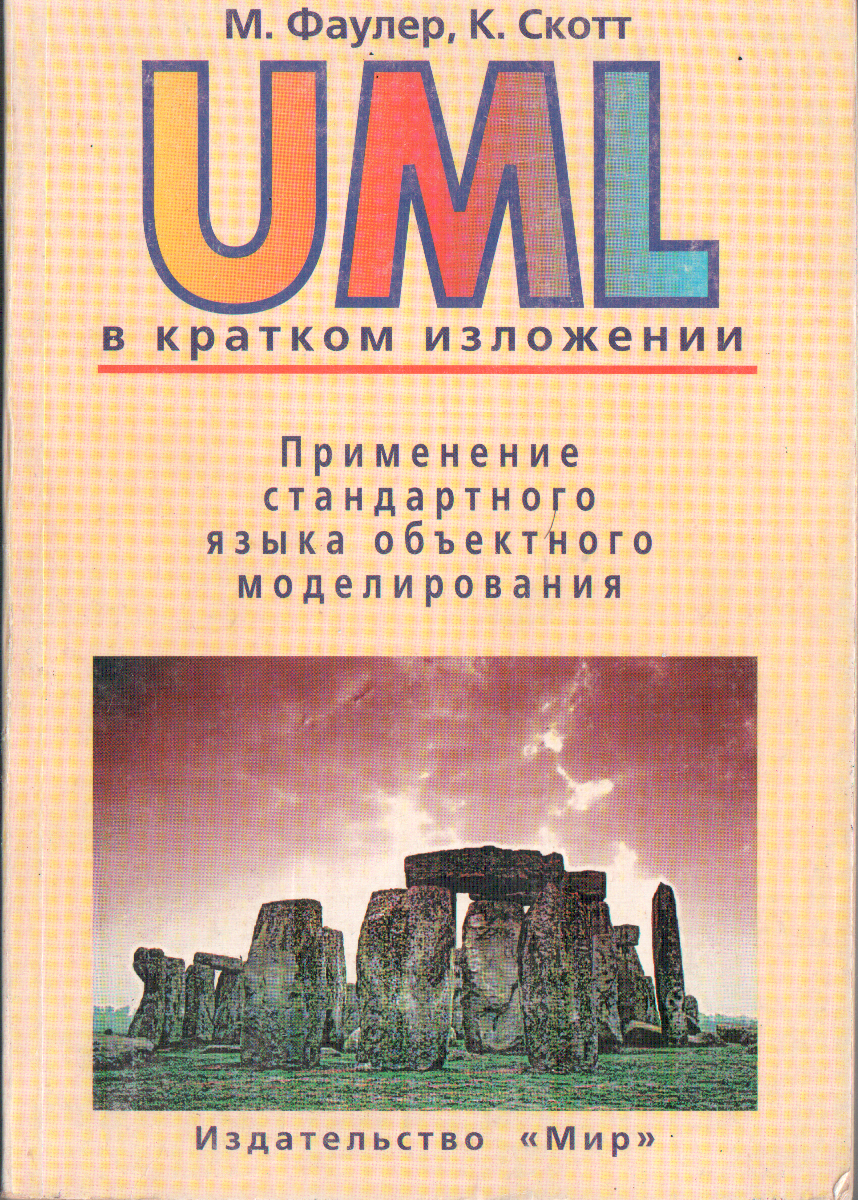 М. Фаулер, К. Скотт
UML
в кратком изложении
Применение
стандартного
языка объектного
моделирования
Издательство «Мир»